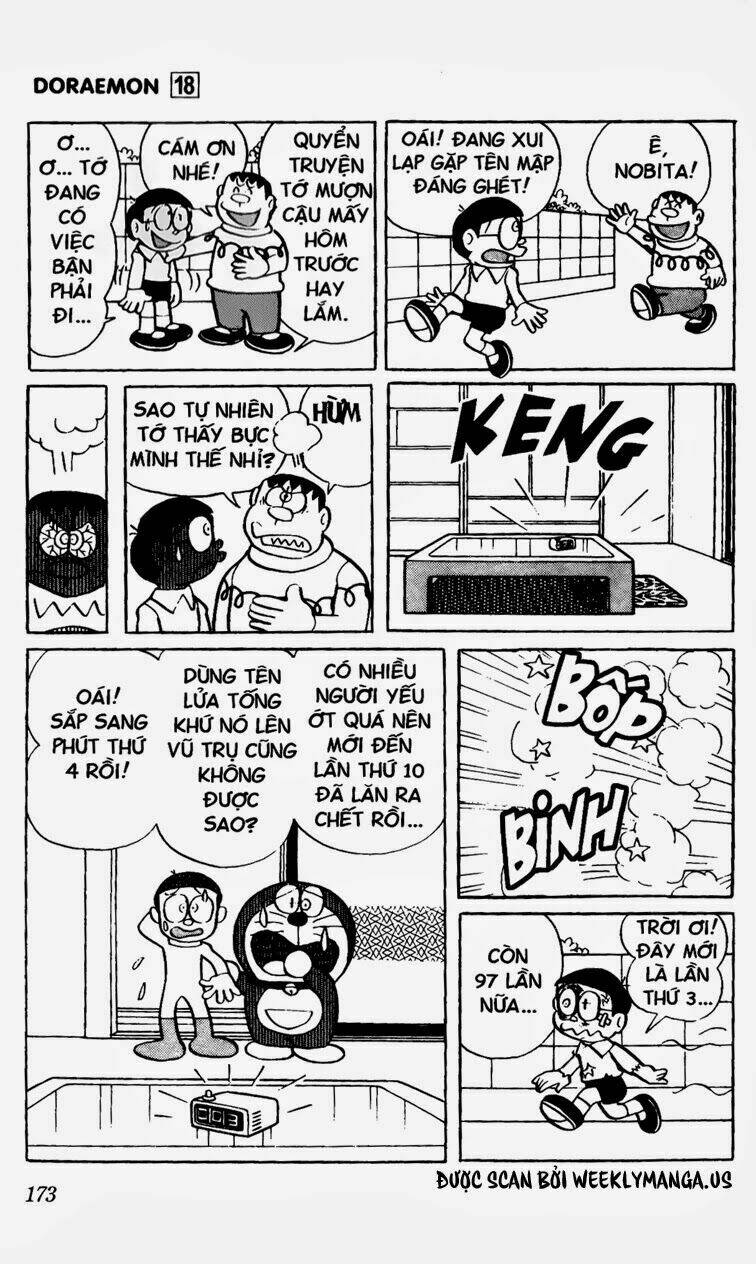 DORAEMON 18
Ê,
NOBITA!
OÁI! ĐANG XUI
LẠP GẶP TÊN MẬP
ĐÁNG GHÉT!
QUYỂN
TRUYỆN
TỚ MƯỢN
CẬU MẤY
HÔM
TRƯỚC
HAY
LẮM.
CÁM ƠN
NHÉ!
Ơ...
Ơ... TỚ
ĐANG
CÓ
VIỆC
BẬN
PHẢI
ĐI...
KENG
HỪM
SAO TỰ NHIÊN
TỚ THẤY BỰC
MÌNH THẾ NHỈ?
BỐP
BINH
TRỜI ƠI!
ĐÂY MỚI
LÀ LẦN
THỨ 3...
CÒN
97 LẦN
NỮA...
CÓ NHIỀU
NGƯỜI YẾU
ỚT QUÁ NÊN
MỚI ĐẾN
LẦN THỨ 10
ĐÃ LĂN RA
CHẾT RỒI...
DÙNG TÊN
LỬA TỐNG
KHỨ NÓ LÊN
VŨ TRỤ CŨNG
KHÔNG
ĐƯỢC
SAO?
OÁI!
SẮP SANG
PHÚT THỨ
4 RỒI!
003
173
ĐƯỢC SCAN BỞI WEEKLYMANGA.US